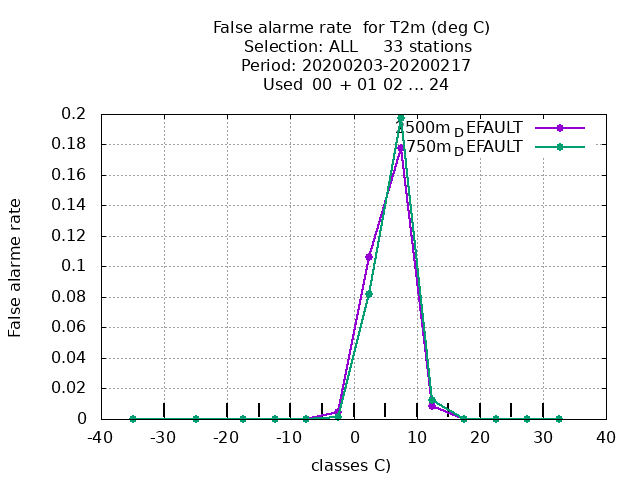 False alarme rate  for T2m (deg C)
Selection: ALL     33 stations
Period: 20200203-20200217
Used  00 + 01 02 ... 24
500m_DEFAULT
750m_DEFAULT
False alarme rate
0.2
0.18
0.16
0.14
0.12
0.1
0.08
0.06
0.04
0.02
0
-40 -30 -20 -10 0 10 20 30 40
classes C)